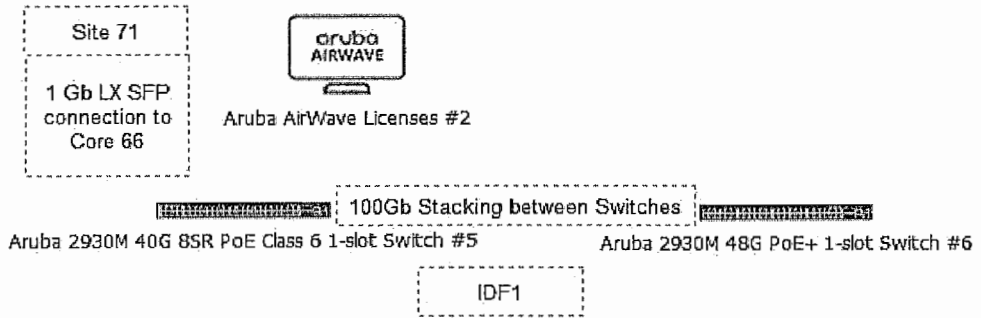 Site 71
1 Gb LX SFP
connection to
Core 66
aruba
AIRWAVE
Aruba AirWave Licenses #2
100Gb Stacking between Switches
Aruba 2930M 40G 8SR PoE Class 6 1-slot Switch #5
Aruba 2930M 48G PoE+ 1-slot Switch #6
IDF1